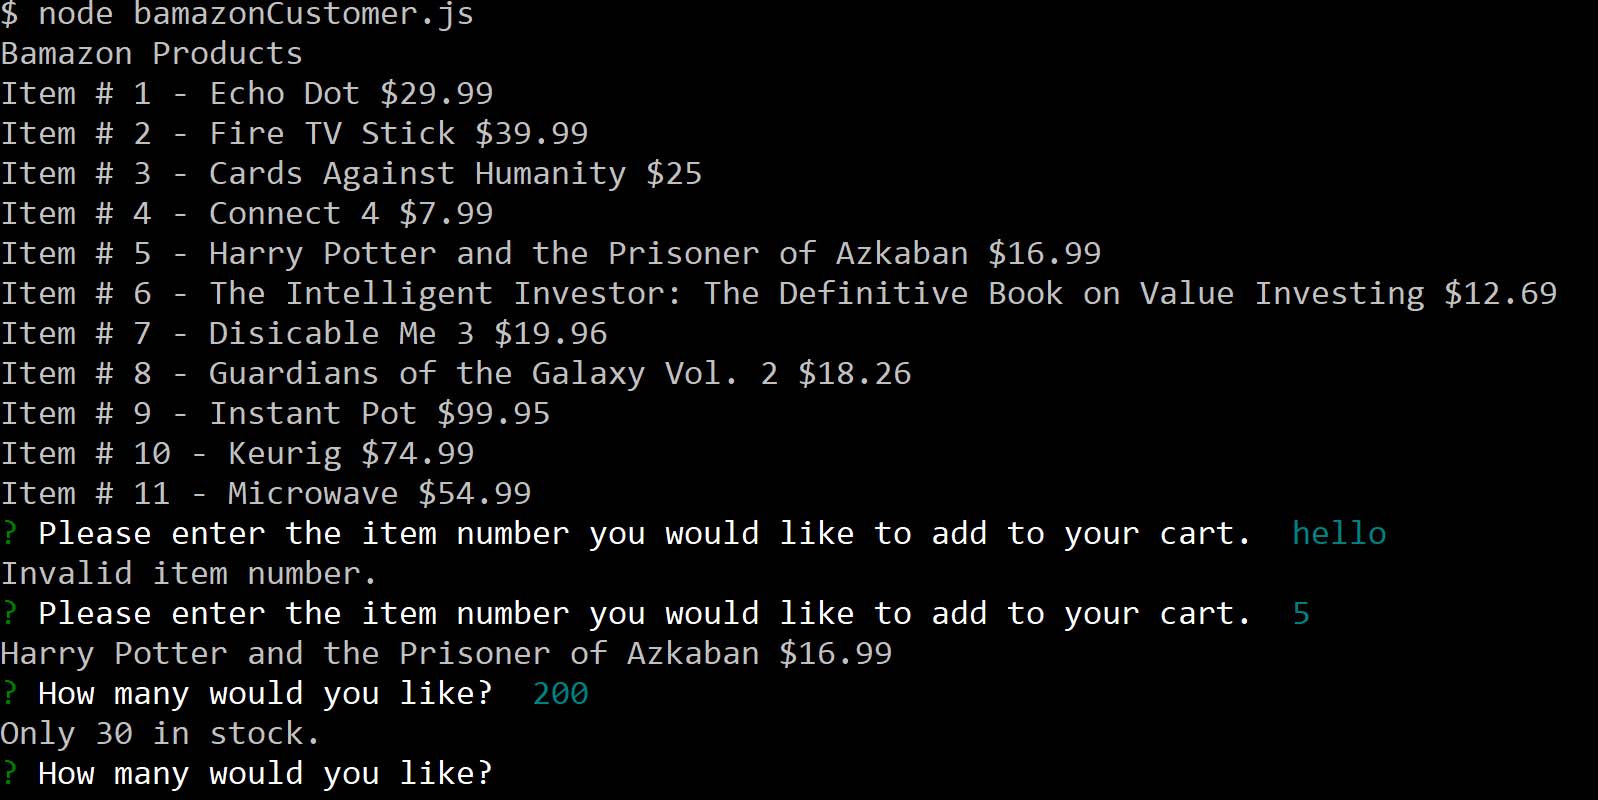 $ node bamazonCustomer.js
Bamazon Products
Item # 1 - Echo Dot $29.99
Item # 2 - Fire TV Stick $39.99
Item # 3 - Cards Against Humanity $25
Item # 4 - Connect 4 $7.99
Item # 5 - Harry Potter and the Prisoner of Azkaban $16.99
Item # 6 - The Intelligent Investor: The Definitive Book on Value Investing $12.69
Item # 7 - Disicable Me 3 $19.96
Item # 8 - Guardians of the Galaxy Vol. 2 $18.26
Item # 9 - Instant Pot $99.95
Item # 10 - Keurig $74.99
Item # 11 - Microwave $54.99
? Please enter the item number you would like to add to your cart.  hello
Invalid item number.
? Please enter the item number you would like to add to your cart.  5
Harry Potter and the Prisoner of Azkaban $16.99
? How many would you like?  200
Only 30 in stock.
? How many would you like?